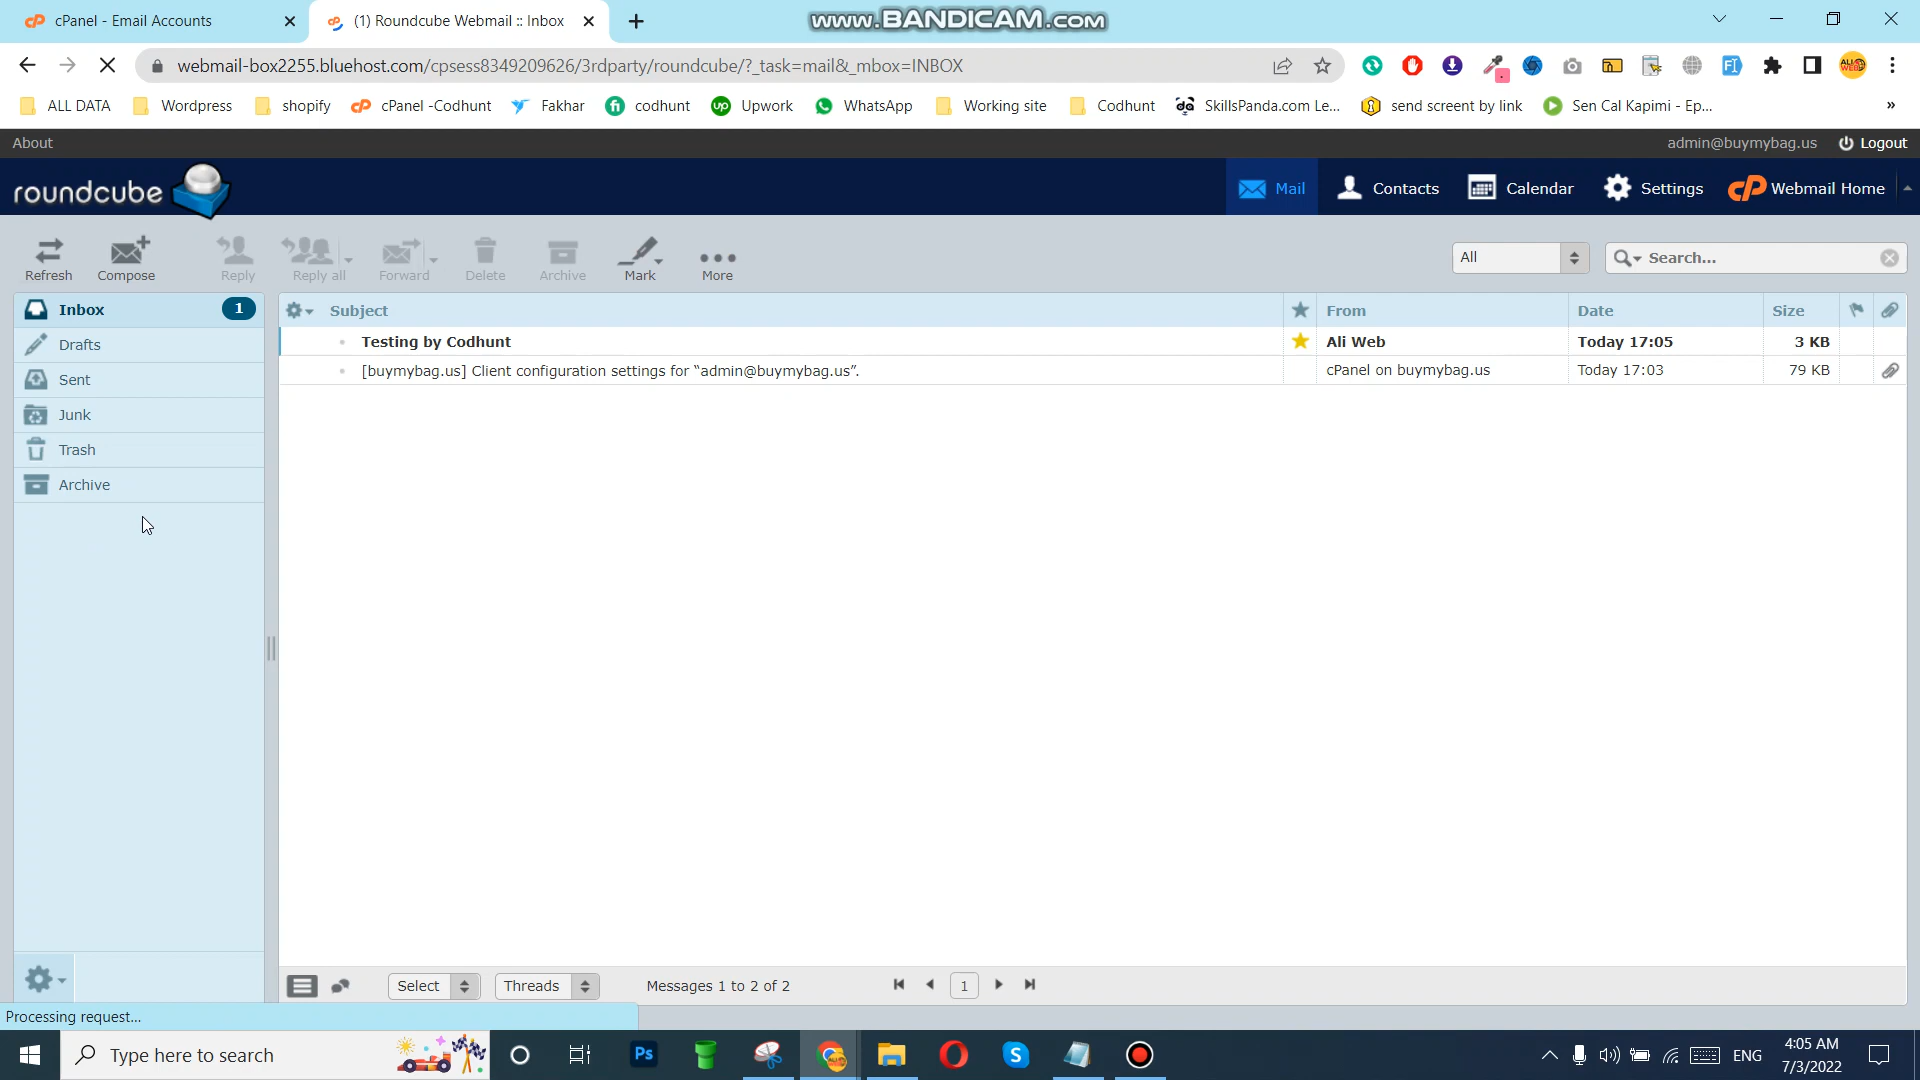 cPanel - Email Accounts
(1) Roundcube Webmail :: Inbox
www.BANDICAM.com
webmail-box2255.bluehost.com/cpsess8349209626/3rdparty/roundcube/?_task=mail&_mbox=INBOX
ALL DATA Wordpress shopify cPanel -Codhunt Fakhar codhunt Upwork WhatsApp Working site Codhunt SkillsPanda.com Le... send screent by link Sen Cal Kapimi - Ep... »
About admin@buymybag.us Logout
roundcube Mail Contacts Calendar Settings Webmail Home
Refresh Compose Reply Reply all Forward Delete Archive Mark More All Search...
Inbox 1
Drafts
Sent
Junk
Trash
Archive
Subject From Date Size
Testing by Codhunt Ali Web Today 17:05 3 KB
[buymybag.us] Client configuration settings for “admin@buymybag.us”. cPanel on buymybag.us Today 17:03 79 KB
Select Threads Messages 1 to 2 of 2 1
Processing request...
Type here to search Ps ENG 4:05 AM
7/3/2022